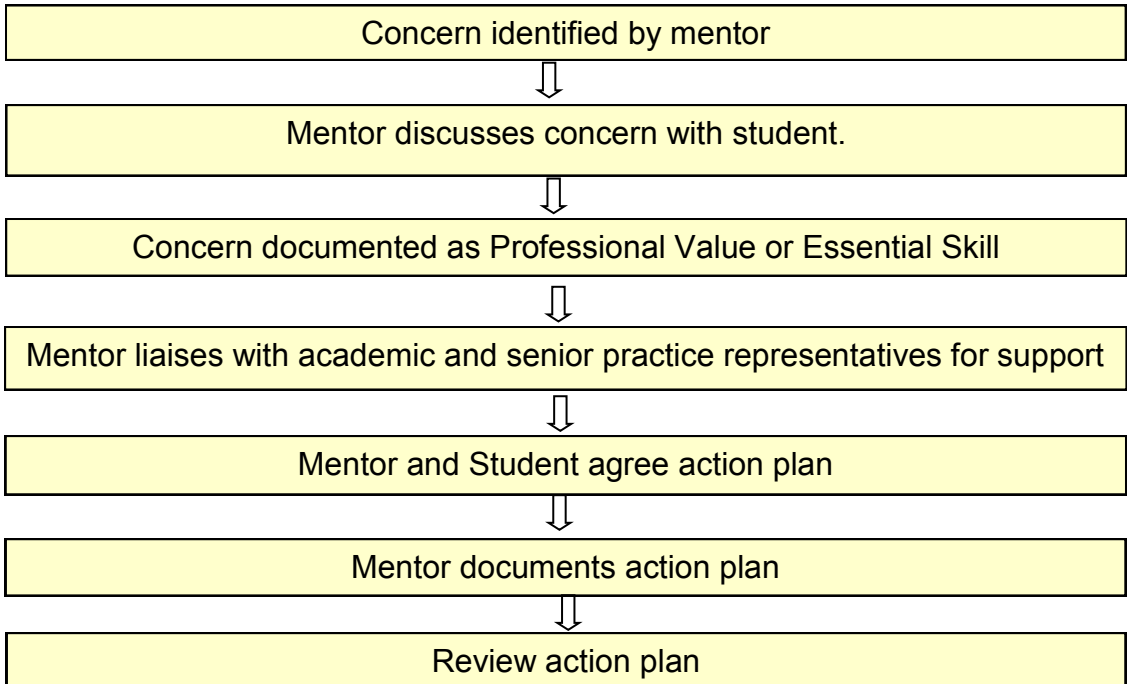 Concern identified by mentor
Mentor discusses concern with student.
Concern documented as Professional Value or Essential Skill
Mentor liaises with academic and senior practice representatives for support
Mentor and Student agree action plan
Mentor documents action plan
Review action plan